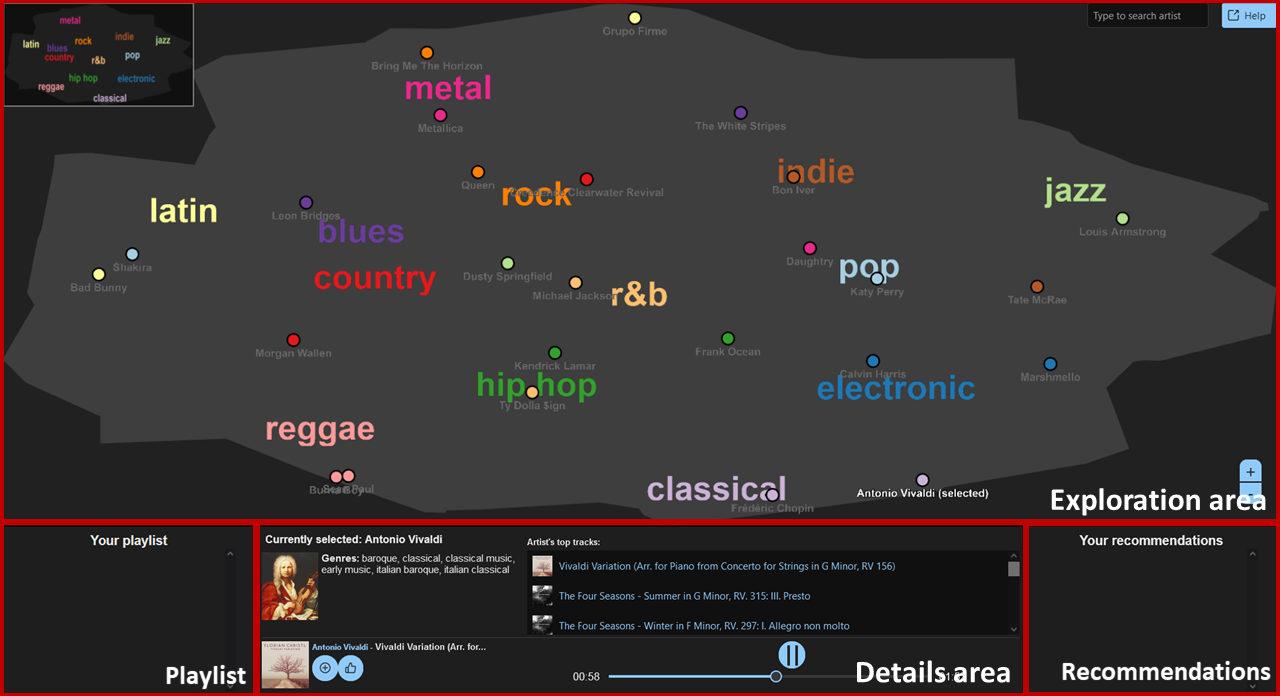 metal
latin
rock
indie
jazz
blues
country
r&b
pop
hip hop
electronic
reggae
classical
Type to search artist
Help
Grupo Firme
Bring Me The Horizon
metal
Metallica
The White Stripes
indie
Bon Iver
Queen
rock
Creedence Clearwater Revival
jazz
Louis Armstrong
latin
Leon Bridges
blues
Shakira
Bad Bunny
country
Dusty Springfield
Michael Jackson
r&b
Daughtry
pop
Katy Perry
Tate McRae
Morgan Wallen
Kendrick Lamar
hip hop
Ty Dolla $ign
Frank Ocean
Calvin Harris
electronic
Marshmello
reggae
Burna Boy
Sean Paul
classical
Frédéric Chopin
Antonio Vivaldi (selected)
+
Exploration area
Your playlist
Playlist
Currently selected: Antonio Vivaldi
Genres: baroque, classical, classical music,
early music, italian baroque, italian classical
Artist's top tracks:
Vivaldi Variation (Arr. for Piano from Concerto for Strings in G Minor, RV 156)
The Four Seasons - Summer in G Minor, RV. 315: III. Presto
The Four Seasons - Winter in F Minor, RV. 297: I. Allegro non molto
Antonio Vivaldi - Vivaldi Variation (Arr. for...
00:58
Details area
Your recommendations
Recommendations